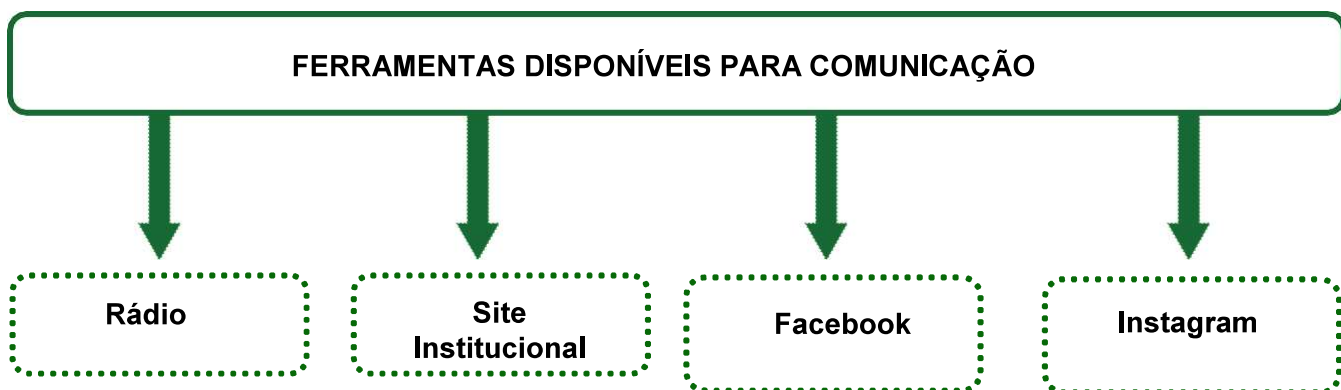 FERRAMENTAS DISPONÍVEIS PARA COMUNICAÇÃO
Rádio
Site
Institucional
Facebook
Instagram